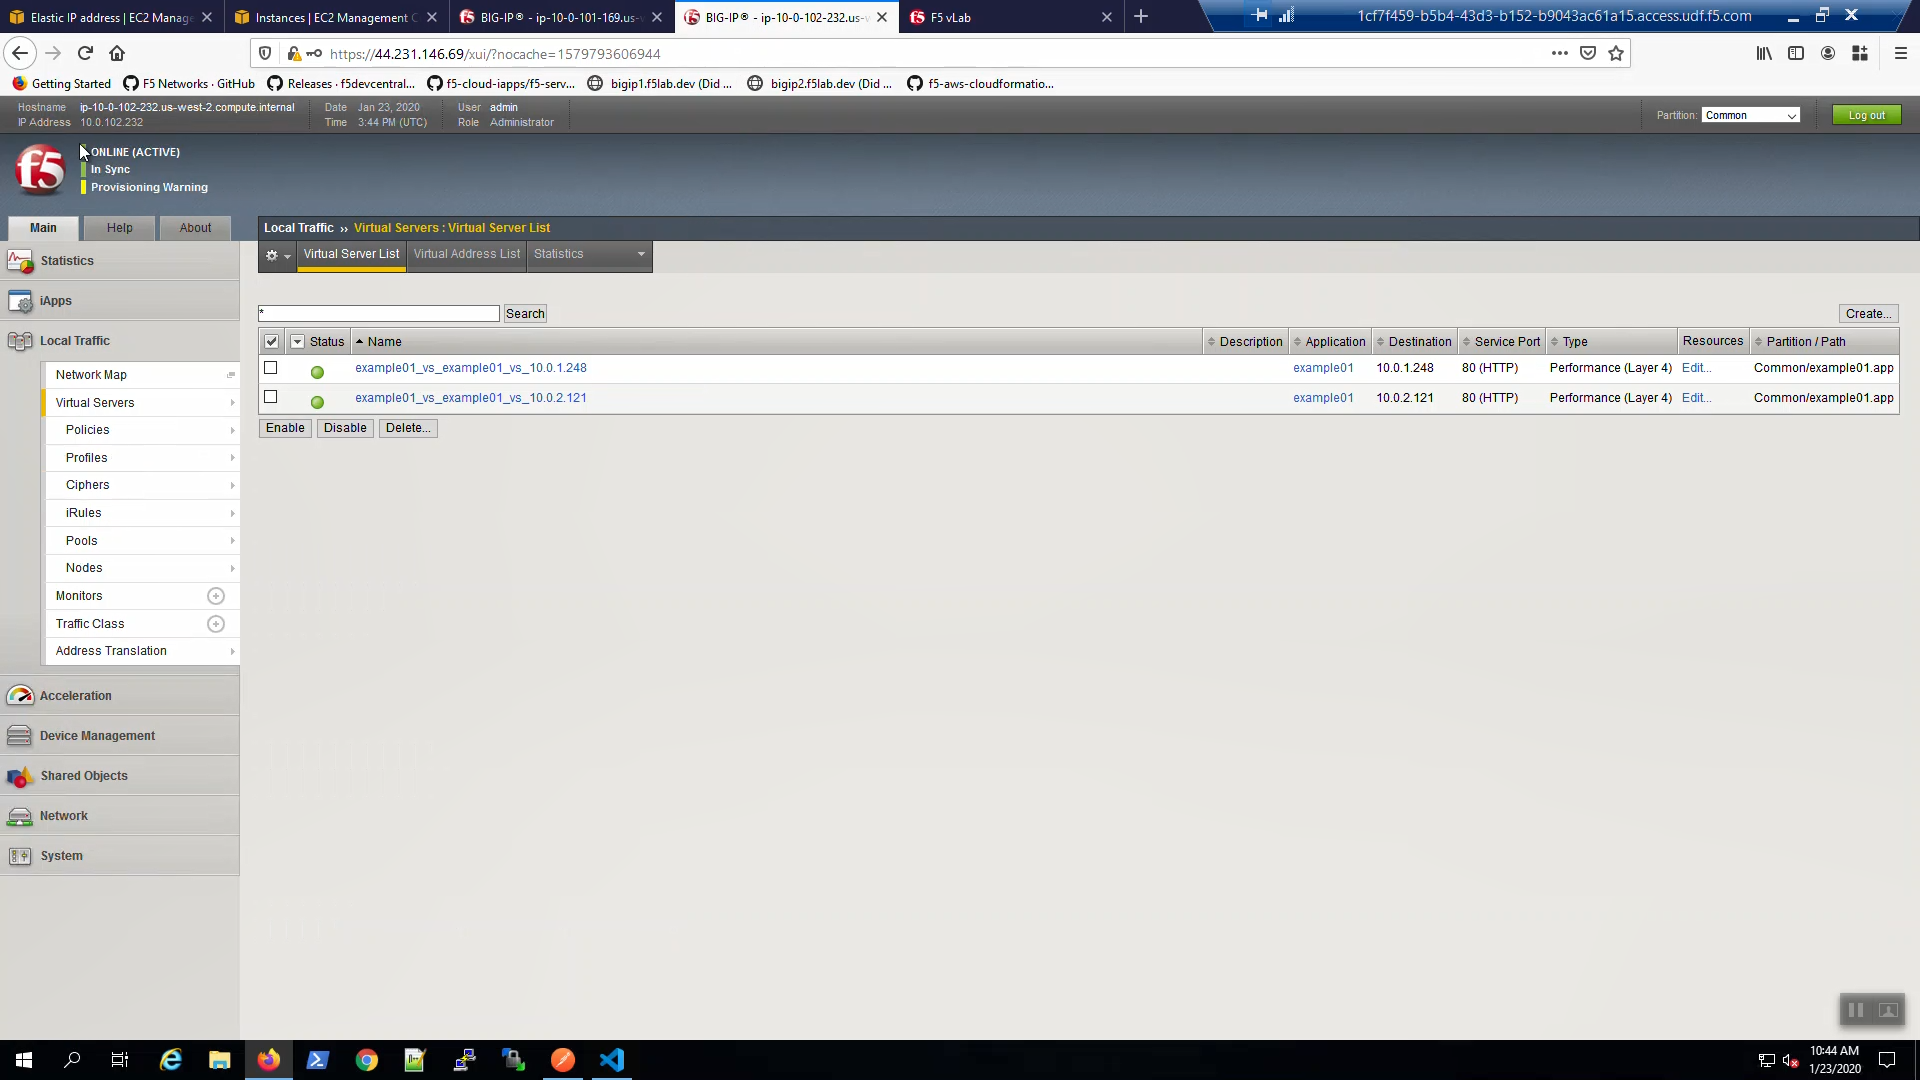 Elastic IP address | EC2 Manag
Instances | EC2 Management C
BIG-IP® - ip-10-0-101-169.us-
BIG-IP® - ip-10-0-102-232.us-
F5 vLab
1cf7f459-b5b4-43d3-b152-b9043ac61a15.access.udf.f5.com
https://44.231.146.69/xui/?nocache=1579793606944
Getting Started
F5 Networks · GitHub
Releases · f5devcentral...
f5-cloud-iapps/f5-serv...
bigip1.f5lab.dev (Did ...
bigip2.f5lab.dev (Did ...
f5-aws-cloudformatio...
Hostname ip-10-0-102-232.us-west-2.compute.internal
IP Address 10.0.102.232
Date Jan 23, 2020
Time 3:44 PM (UTC)
User admin
Role Administrator
Partition: Common
Log out
f5
ONLINE (ACTIVE)
In Sync
Provisioning Warning
Main
Help
About
Local Traffic ›› Virtual Servers : Virtual Server List
Virtual Server List
Virtual Address List
Statistics
Statistics
iApps
Local Traffic
Network Map
Virtual Servers
Policies
Profiles
Ciphers
iRules
Pools
Nodes
Monitors
Traffic Class
Address Translation
Acceleration
Device Management
Shared Objects
Network
System
*
Search
Create...
Status Name Description Application Destination Service Port Type Resources Partition / Path
example01_vs_example01_vs_10.0.1.248 example01 10.0.1.248 80 (HTTP) Performance (Layer 4) Edit... Common/example01.app
example01_vs_example01_vs_10.0.2.121 example01 10.0.2.121 80 (HTTP) Performance (Layer 4) Edit... Common/example01.app
Enable
Disable
Delete...
10:44 AM
1/23/2020